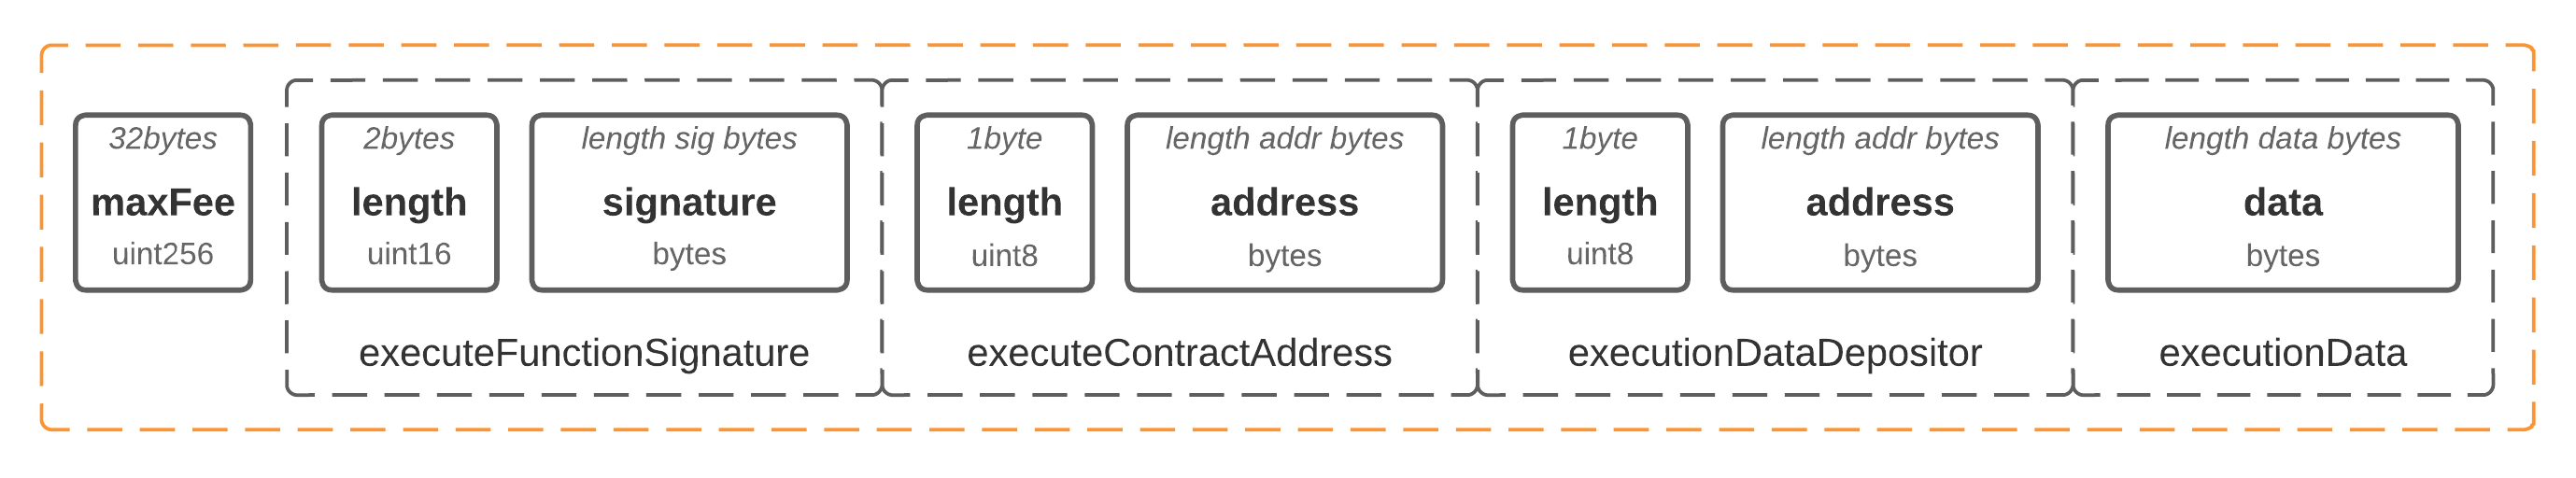 32bytes
maxFee
uint256
2bytes
length
uint16
length sig bytes
signature
bytes
executeFunctionSignature
1byte
length
uint8
length addr bytes
address
bytes
executeContractAddress
1byte
length
uint8
length addr bytes
address
bytes
executionDataDepositor
length data bytes
data
bytes
executionData